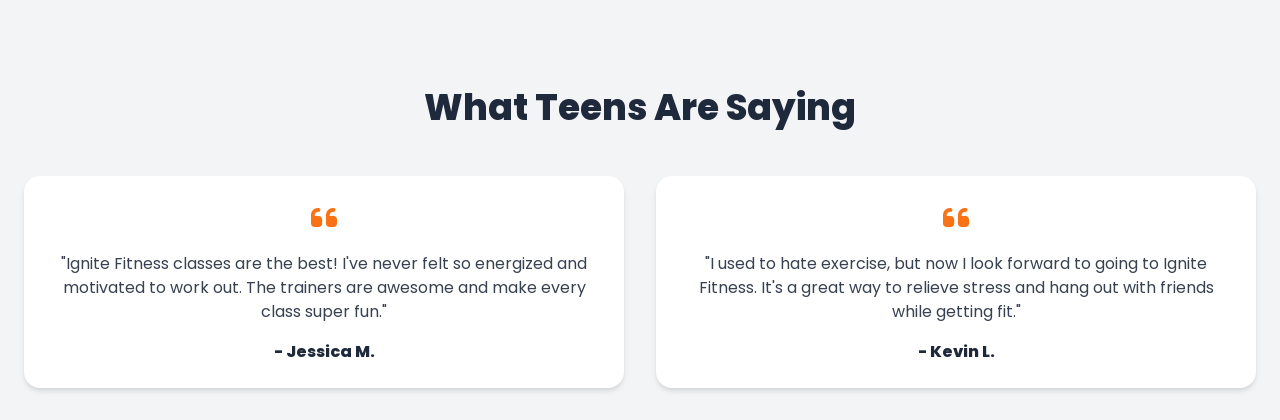 What Teens Are Saying
"Ignite Fitness classes are the best! I've never felt so energized and
motivated to work out. The trainers are awesome and make every
class super fun."
- Jessica M.
"I used to hate exercise, but now I look forward to going to Ignite
Fitness. It's a great way to relieve stress and hang out with friends
while getting fit."
- Kevin L.